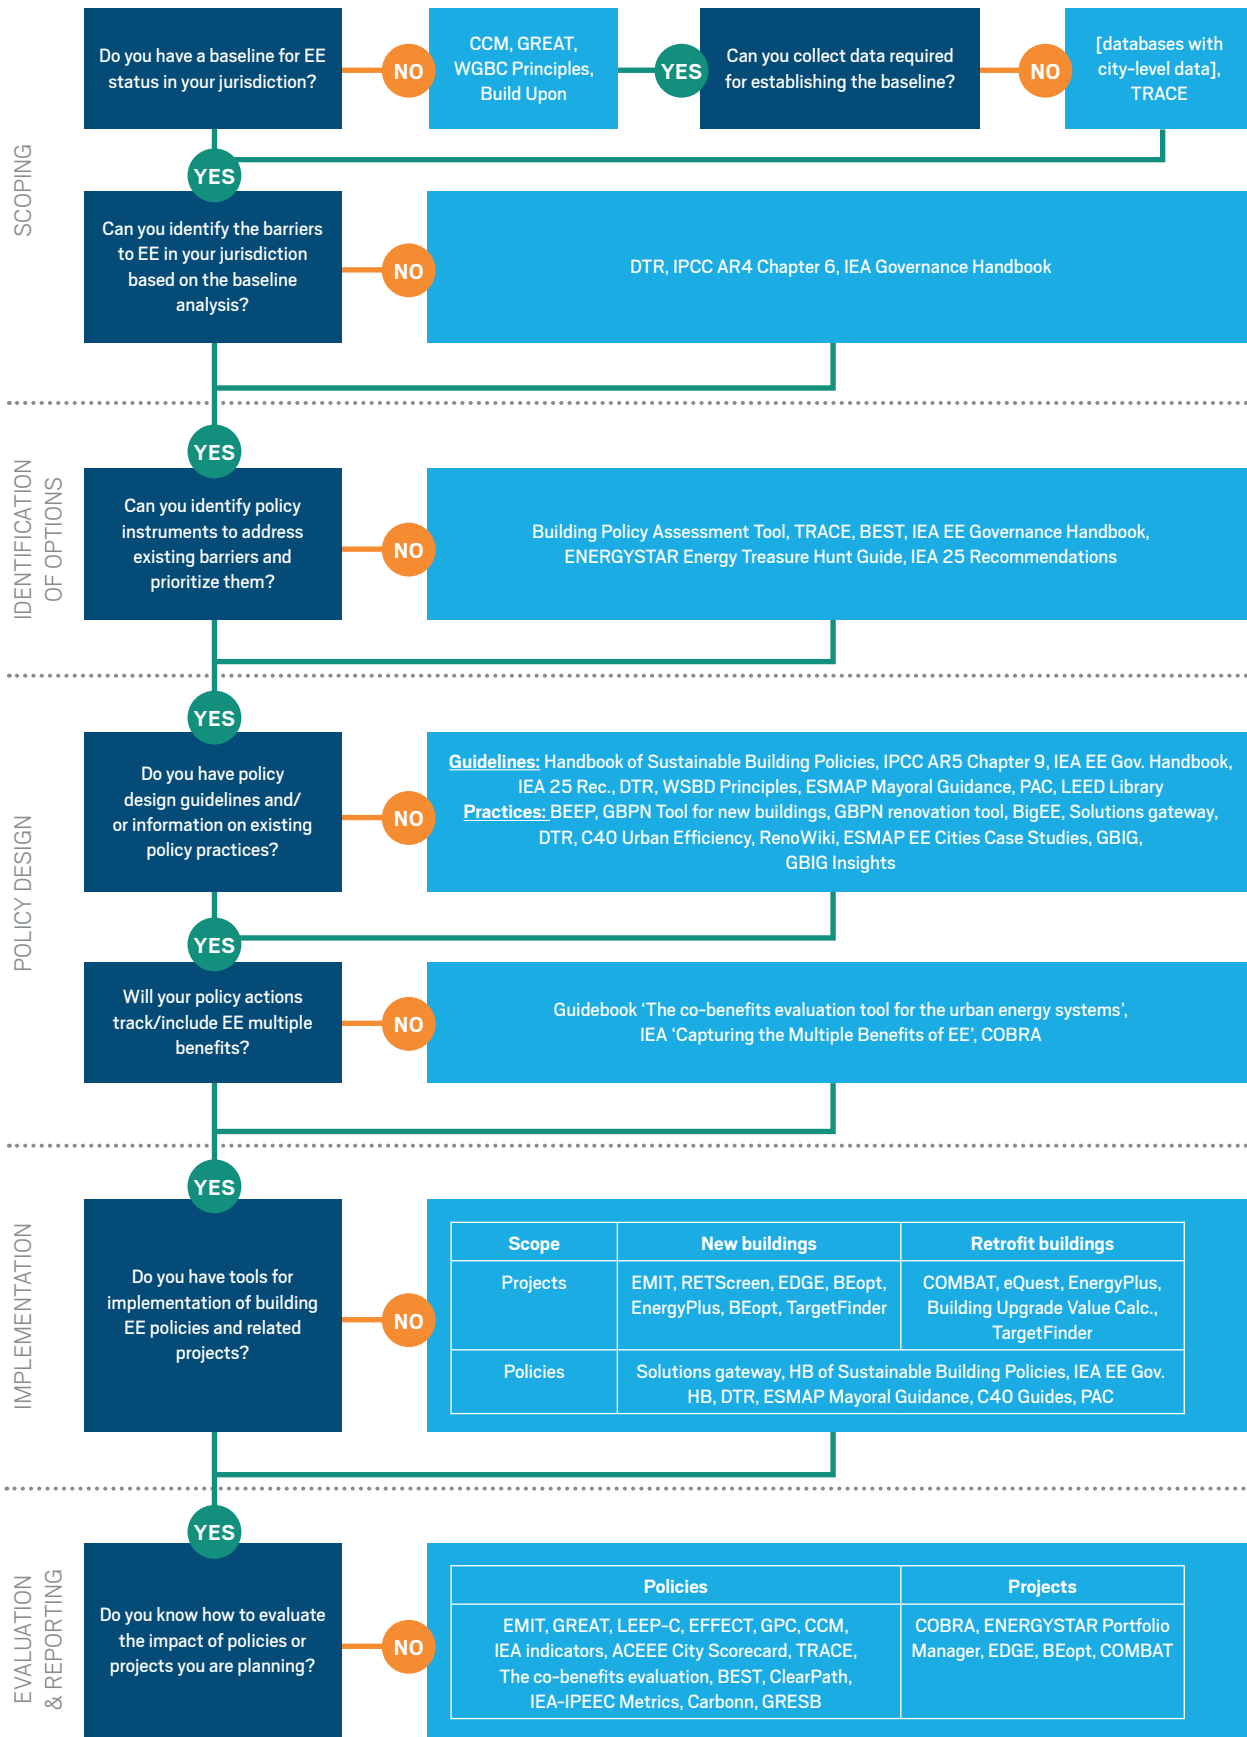 SCOPING
Do you have a baseline for EE
status in your jurisdiction?
NO
CCM, GREAT,
WGBC Principles,
Build Upon
YES
Can you collect data required
for establishing the baseline?
NO
[databases with
city-level data],
TRACE
YES
Can you identify the barriers
to EE in your jurisdiction
based on the baseline
analysis?
NO
DTR, IPCC AR4 Chapter 6, IEA Governance Handbook
IDENTIFICATION
OF OPTIONS
YES
Can you identify policy
instruments to address
existing barriers and
prioritize them?
NO
Building Policy Assessment Tool, TRACE, BEST, IEA EE Governance Handbook,
ENERGYSTAR Energy Treasure Hunt Guide, IEA 25 Recommendations
POLICY DESIGN
YES
Do you have policy
design guidelines and/
or information on existing
policy practices?
NO
Guidelines: Handbook of Sustainable Building Policies, IPCC AR5 Chapter 9, IEA EE Gov. Handbook,
IEA 25 Rec., DTR, WSBD Principles, ESMAP Mayoral Guidance, PAC, LEED Library
Practices: BEEP, GBPN Tool for new buildings, GBPN renovation tool, BigEE, Solutions gateway,
DTR, C40 Urban Efficiency, RenoWiki, ESMAP EE Cities Case Studies, GBIG,
GBIG Insights
YES
Will your policy actions
track/include EE multiple
benefits?
NO
Guidebook ‘The co-benefits evaluation tool for the urban energy systems’,
IEA ‘Capturing the Multiple Benefits of EE’, COBRA
IMPLEMENTATION
YES
Do you have tools for
implementation of building
EE policies and related
projects?
NO
Scope
New buildings
Retrofit buildings
Projects
EMIT, RETScreen, EDGE, BEopt,
EnergyPlus, BEopt, TargetFinder
COMBAT, eQuest, EnergyPlus,
Building Upgrade Value Calc.,
TargetFinder
Policies
Solutions gateway, HB of Sustainable Building Policies, IEA EE Gov.
HB, DTR, ESMAP Mayoral Guidance, C40 Guides, PAC
EVALUATION
& REPORTING
YES
Do you know how to evaluate
the impact of policies or
projects you are planning?
NO
Policies
Projects
EMIT, GREAT, LEEP-C, EFFECT, GPC, CCM,
IEA indicators, ACEEE City Scorecard, TRACE,
The co-benefits evaluation, BEST, ClearPath,
IEA-IPEEC Metrics, Carbonn, GRESB
COBRA, ENERGYSTAR Portfolio
Manager, EDGE, BEopt, COMBAT